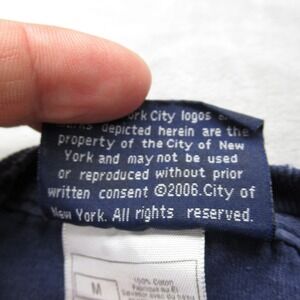 York City logos
depicted herein are the
property of the City of New
York and may not be used
or reproduced without prior
written consent ©2006.City of
New York. All rights reserved.
M
100% Cotton